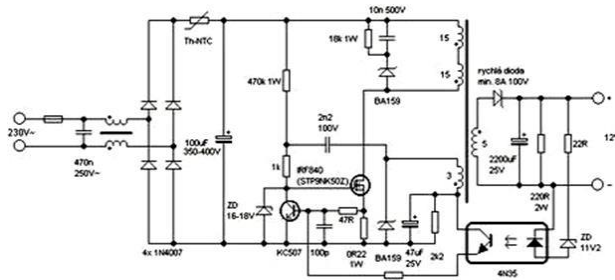 10n 500V
18k 1W
15
Th-NTC
rychlá dioda
min. 8A 100V
15
470k 1W
BA159
2n2
100V
12V
230V~
100uF
350-400V
5
22R
470n
250V~
1k
IRF840
(STP9NK50Z)
3
2200uF
25V
220R
2W
ZD
16-18V
47R
ZD
11V2
4x 1N4007
KC507
100p
0R22
1W
BA159
47uF
25V
2k2
4N35